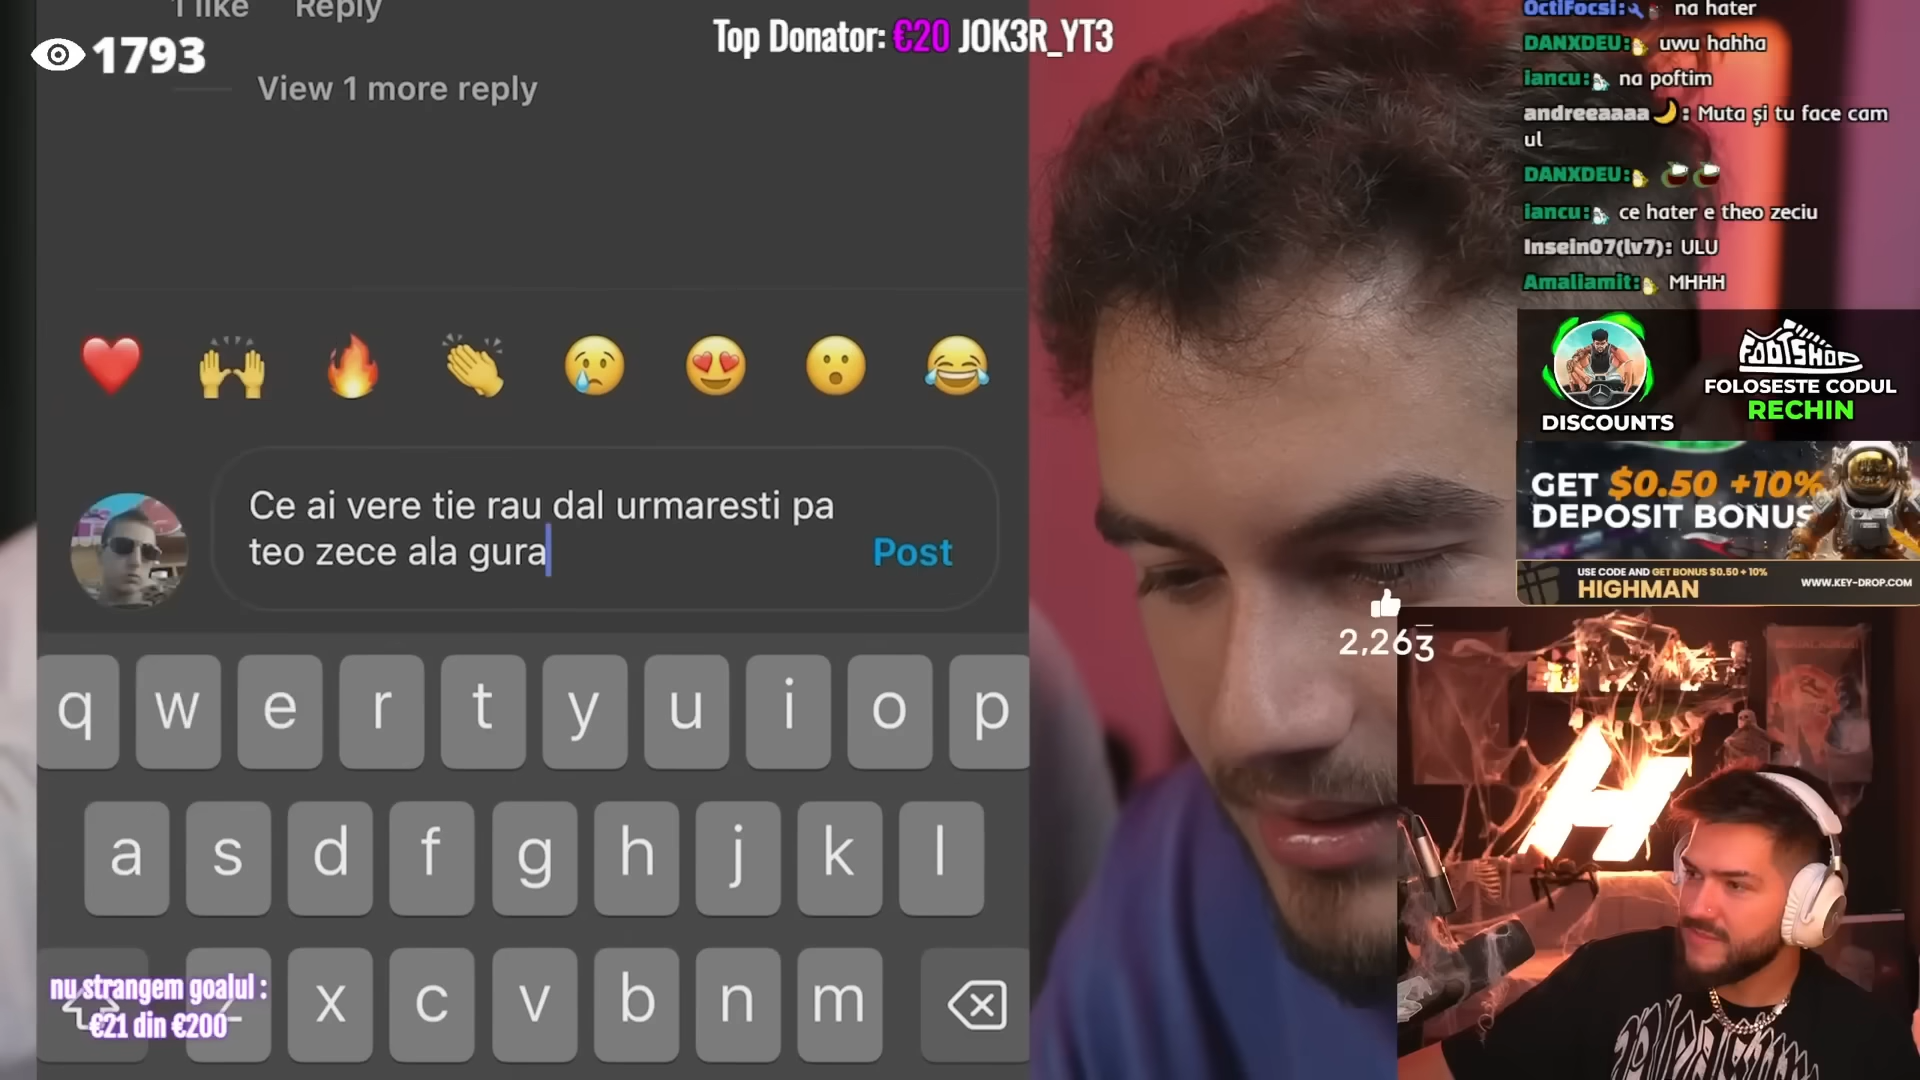 1 like Reply
1793
View 1 more reply
Top Donator: €20 JOK3R_YT3
OctiFocsi: na hater
DANXDEU: uwu hahha
iancu: na poftim
andreeaaaa🌙: Muta și tu face cam
ul
DANXDEU:
iancu: ce hater e theo zeciu
Insein07(lv7): ULU
Amaliamit: MHHH
DISCOUNTS
FOOTSHOP
FOLOSESTE CODUL
RECHIN
GET $0.50 +10%
DEPOSIT BONUS
USE CODE AND GET BONUS $0.50 + 10%
HIGHMAN
WWW.KEY-DROP.COM
Ce ai vere tie rau dal urmaresti pa
teo zece ala gura
Post
2,263
q w e r t y u i o p
a s d f g h j k l
z x c v b n m
nu strangem goalul :
€21 din €200
H